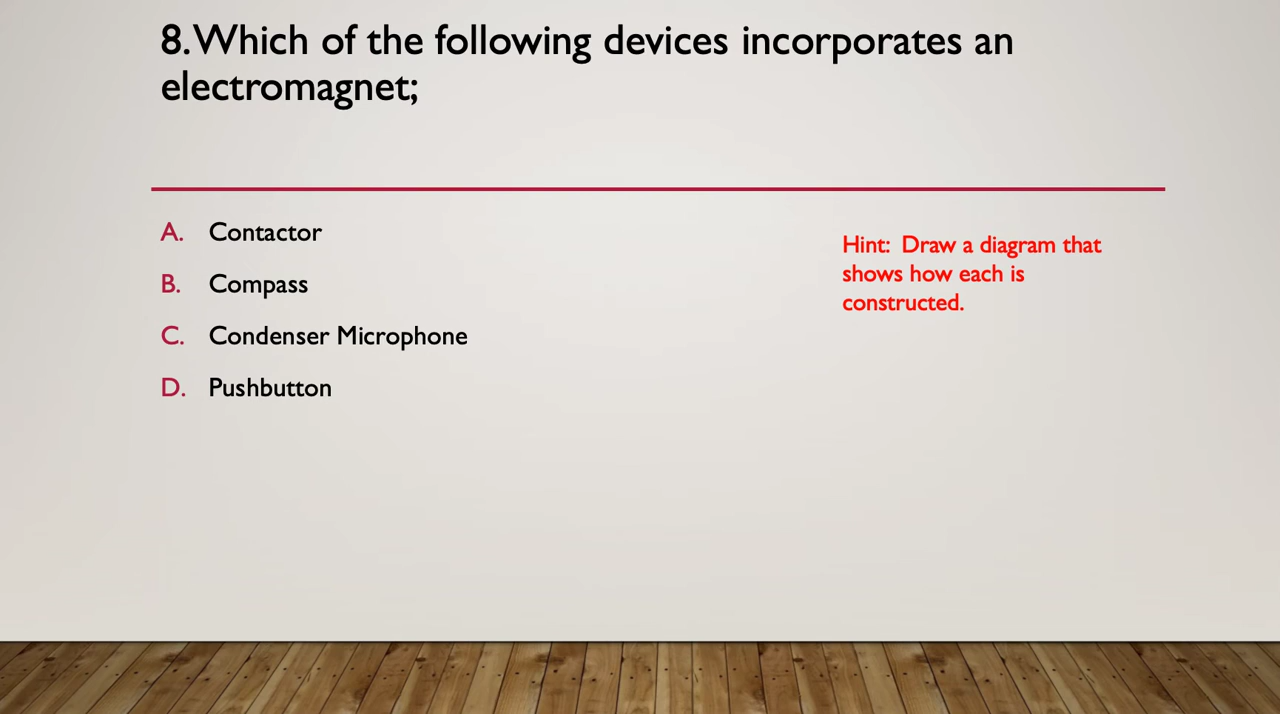 8. Which of the following devices incorporates an
electromagnet;
A. Contactor
B. Compass
C. Condenser Microphone
D. Pushbutton
Hint: Draw a diagram that
shows how each is
constructed.